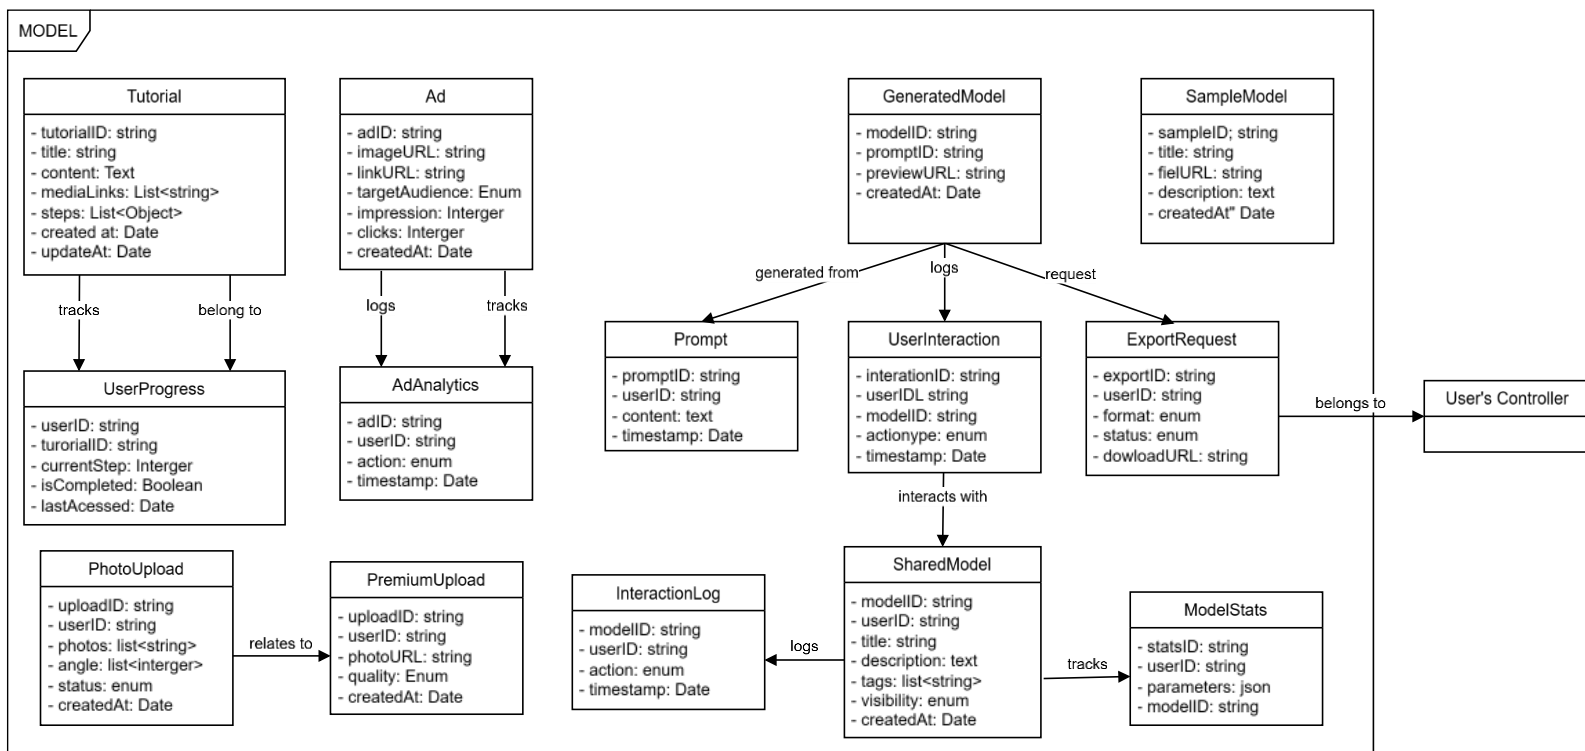 MODEL
Tutorial
- tutorialID: string
- title: string
- content: Text
- mediaLinks: List<string>
- steps: List<Object>
- created at: Date
- updateAt: Date
Ad
- adID: string
- imageURL: string
- linkURL: string
- targetAudience: Enum
- impression: Interger
- clicks: Interger
- createdAt: Date
GeneratedModel
- modelID: string
- promptID: string
- previewURL: string
- createdAt: Date
SampleModel
- sampleID; string
- title: string
- fielURL: string
- description: text
- createdAt" Date
tracks
belong to
logs
tracks
generated from
logs
request
UserProgress
- userID: string
- turorialID: string
- currentStep: Interger
- isCompleted: Boolean
- lastAcessed: Date
AdAnalytics
- adID: string
- userID: string
- action: enum
- timestamp: Date
Prompt
- promptID: string
- userID: string
- content: text
- timestamp: Date
UserInteraction
- interationID: string
- userIDL string
- modelID: string
- actionype: enum
- timestamp: Date
ExportRequest
- exportID: string
- userID: string
- format: enum
- status: enum
- dowloadURL: string
belongs to
User's Controller
interacts with
PhotoUpload
- uploadID: string
- userID: string
- photos: list<string>
- angle: list<interger>
- status: enum
- createdAt: Date
relates to
PremiumUpload
- uploadID: string
- userID: string
- photoURL: string
- quality: Enum
- createdAt: Date
InteractionLog
- modelID: string
- userID: string
- action: enum
- timestamp: Date
logs
SharedModel
- modelID: string
- userID: string
- title: string
- description: text
- tags: list<string>
- visibility: enum
- createdAt: Date
tracks
ModelStats
- statsID: string
- userID: string
- parameters: json
- modelID: string